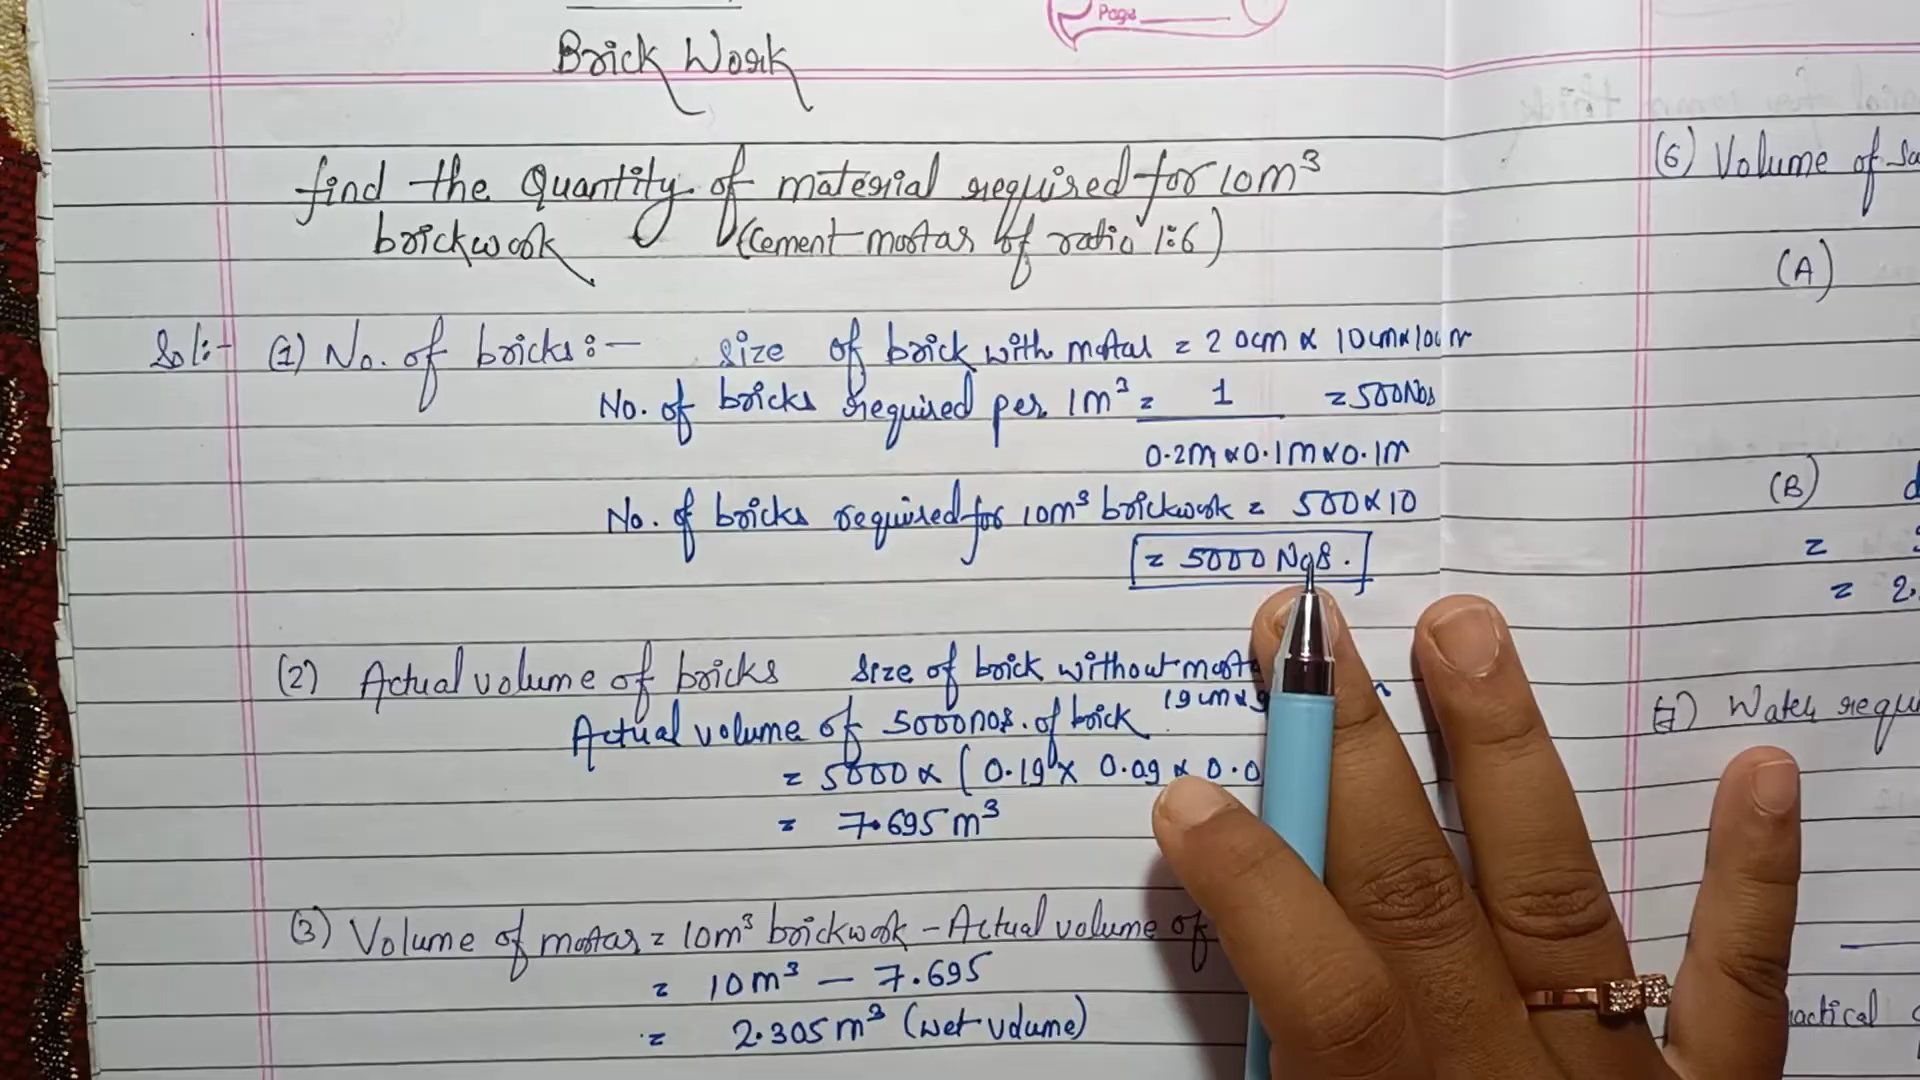 Page
Brick Work
find the Quantity of material required for 10m³
brickwork (Cement mortar of ratio 1:6)
Sol:- (1) No. of bricks:- size of brick with mortar = 20cm × 10cm×10cm
No. of bricks required per 1m³ = 1 = 500Nos
0.2m×0.1m×0.1m
No. of bricks required for 10m³ brickwork = 500×10
= 5000 Nos.
(2) Actual volume of bricks size of brick without
19cm×9
Actual volume of 5000nos. of brick
= 5000 × (0.19 × 0.09 × 0.0
= 7.695 m³
(3) Volume of mortar = 10m³ brickwork - Actual volume of
= 10m³ - 7.695
= 2.305m³ (wet volume)
(6) Volume of
(A)
(B)
=
= 2.
(7) Water